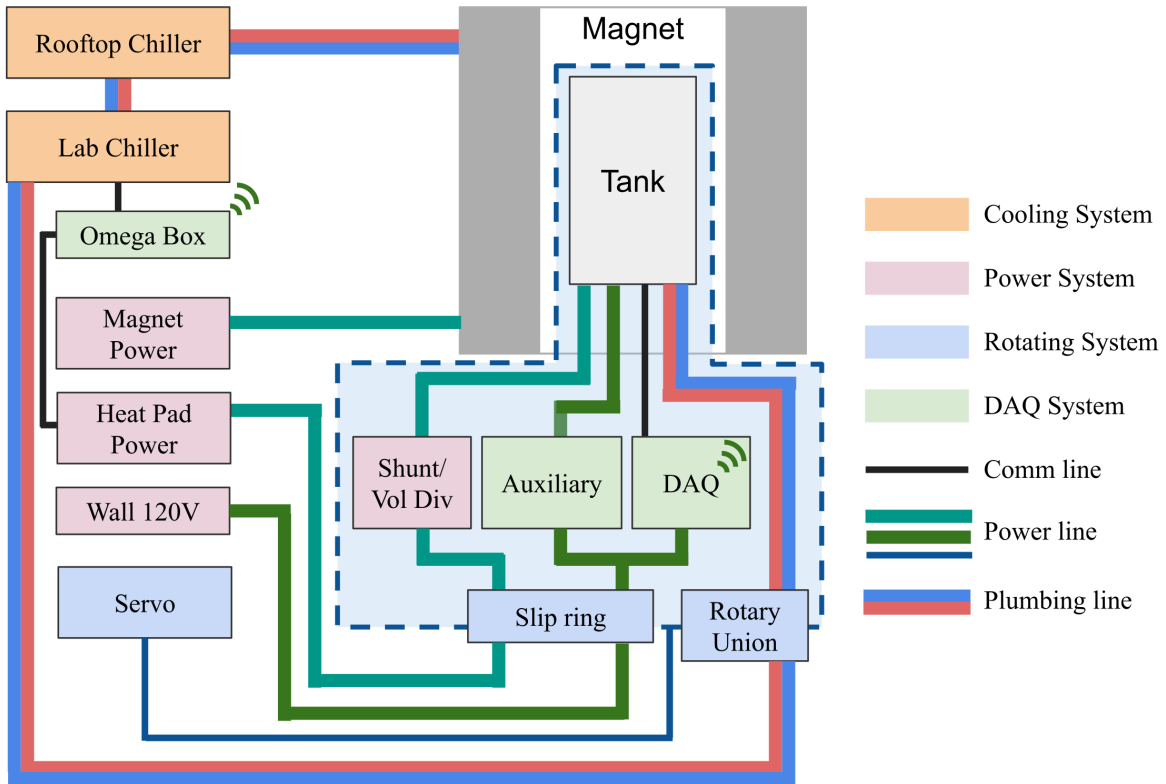 Rooftop Chiller
Lab Chiller
Omega Box
Magnet
Power
Heat Pad
Power
Wall 120V
Servo
Magnet
Tank
Shunt/
Vol Div
Auxiliary
DAQ
Slip ring
Rotary
Union
Cooling System
Power System
Rotating System
DAQ System
Comm line
Power line
Plumbing line